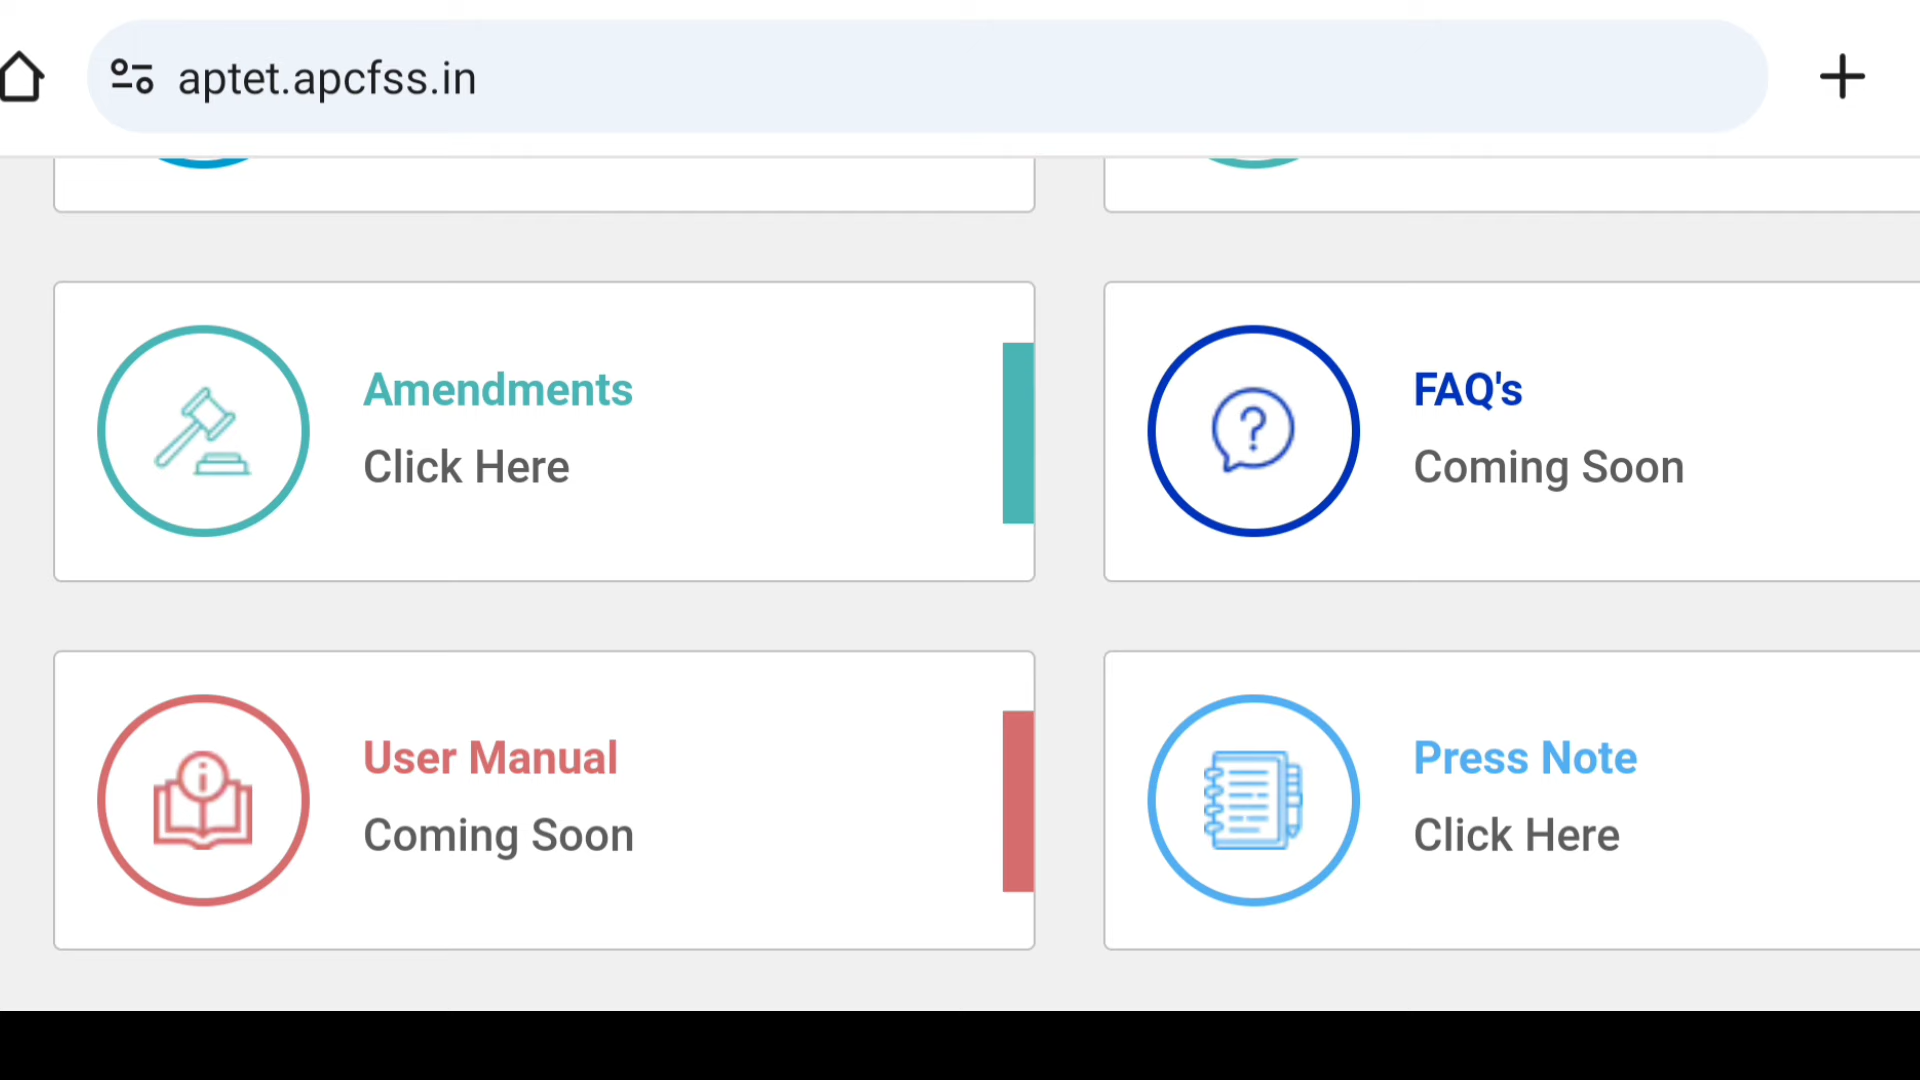 aptet.apcfss.in
Amendments
Click Here
FAQ's
Coming Soon
User Manual
Coming Soon
Press Note
Click Here